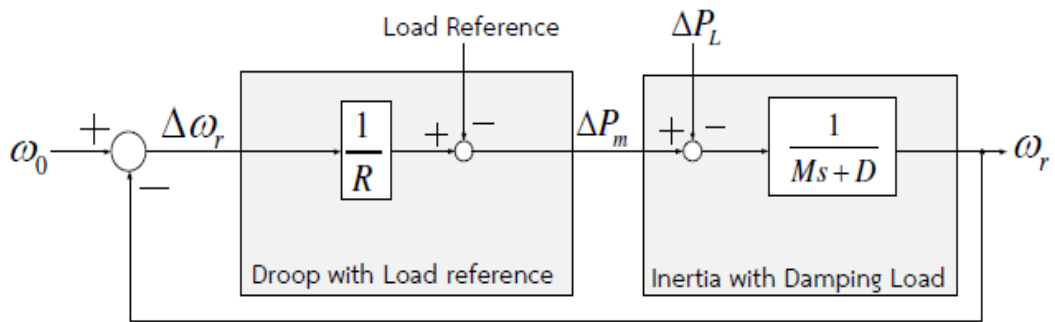 Load Reference
ΔP_L
ω_0 + − Δω_r
1
R
+ −
ΔP_m
+ −
1
Ms + D
ω_r
Droop with Load reference
Inertia with Damping Load